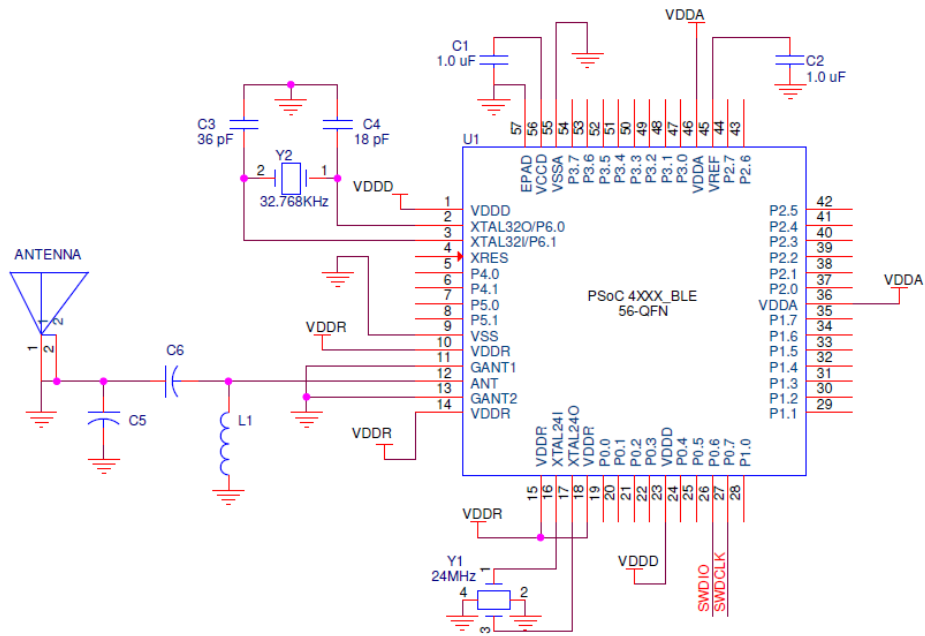 VDDA
C1
1.0 uF
C2
1.0 uF
C3
36 pF
C4
18 pF
Y2
2
1
32.768KHz
VDDD
57
56
55
54
53
52
51
50
49
48
47
46
45
44
43
U1
EPAD
VCCD
VSSA
P3.7
P3.6
P3.5
P3.4
P3.3
P3.2
P3.1
P3.0
VDDA
VREF
P2.7
P2.6
1 VDDD
2 XTAL32O/P6.0
3 XTAL32I/P6.1
4 XRES
5 P4.0
6 P4.1
7 P5.0
8 P5.1
9 VSS
10 VDDR
11 GANT1
12 ANT
13 GANT2
14 VDDR
PSoC 4XXX_BLE
56-QFN
P2.5 42
P2.4 41
P2.3 40
P2.2 39
P2.1 38
P2.0 37
VDDA 36
P1.7 35
P1.6 34
P1.5 33
P1.4 32
P1.3 31
P1.2 30
P1.1 29
VDDA
ANTENNA
1
2
1
2
VDDR
C6
C5
L1
VDDR
VDDR
XTAL24I
XTAL24O
VDDR
P0.0
P0.1
P0.2
P0.3
VDDD
P0.4
P0.5
P0.6
P0.7
P1.0
15
16
17
18
19
20
21
22
23
24
25
26
27
28
VDDR
Y1
24MHz
1
4
2
3
VDDD
SWDIO
SWDCLK